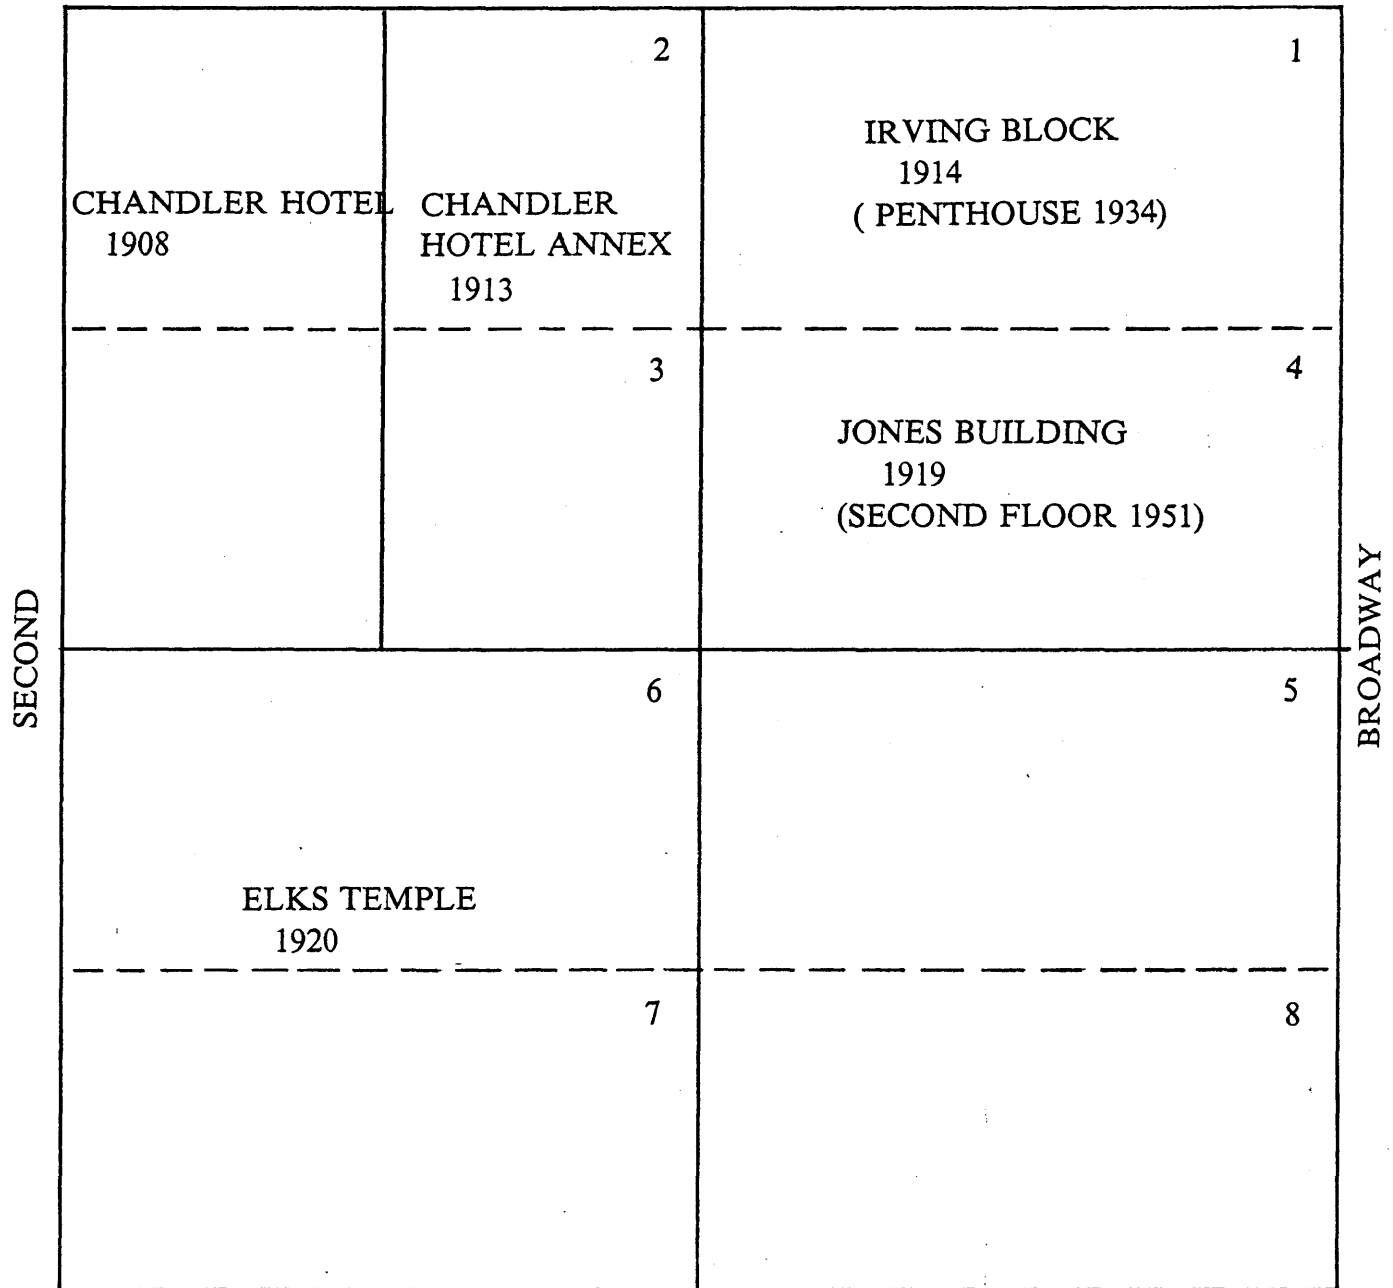 2
1
IRVING BLOCK
1914
( PENTHOUSE 1934)
CHANDLER HOTEL
1908
CHANDLER
HOTEL ANNEX
1913
3
4
JONES BUILDING
1919
(SECOND FLOOR 1951)
SECOND
BROADWAY
6
5
ELKS TEMPLE
1920
7
8